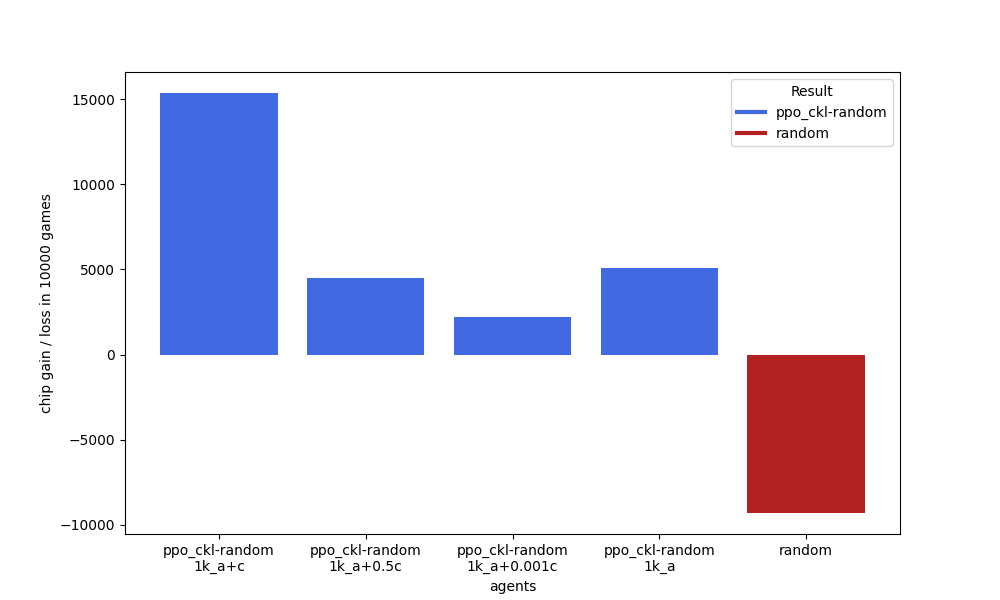 Result
ppo_ckl-random
random
15000
10000
5000
0
−5000
−10000
chip gain / loss in 10000 games
ppo_ckl-random
1k_a+c
ppo_ckl-random
1k_a+0.5c
ppo_ckl-random
1k_a+0.001c
ppo_ckl-random
1k_a
random
agents